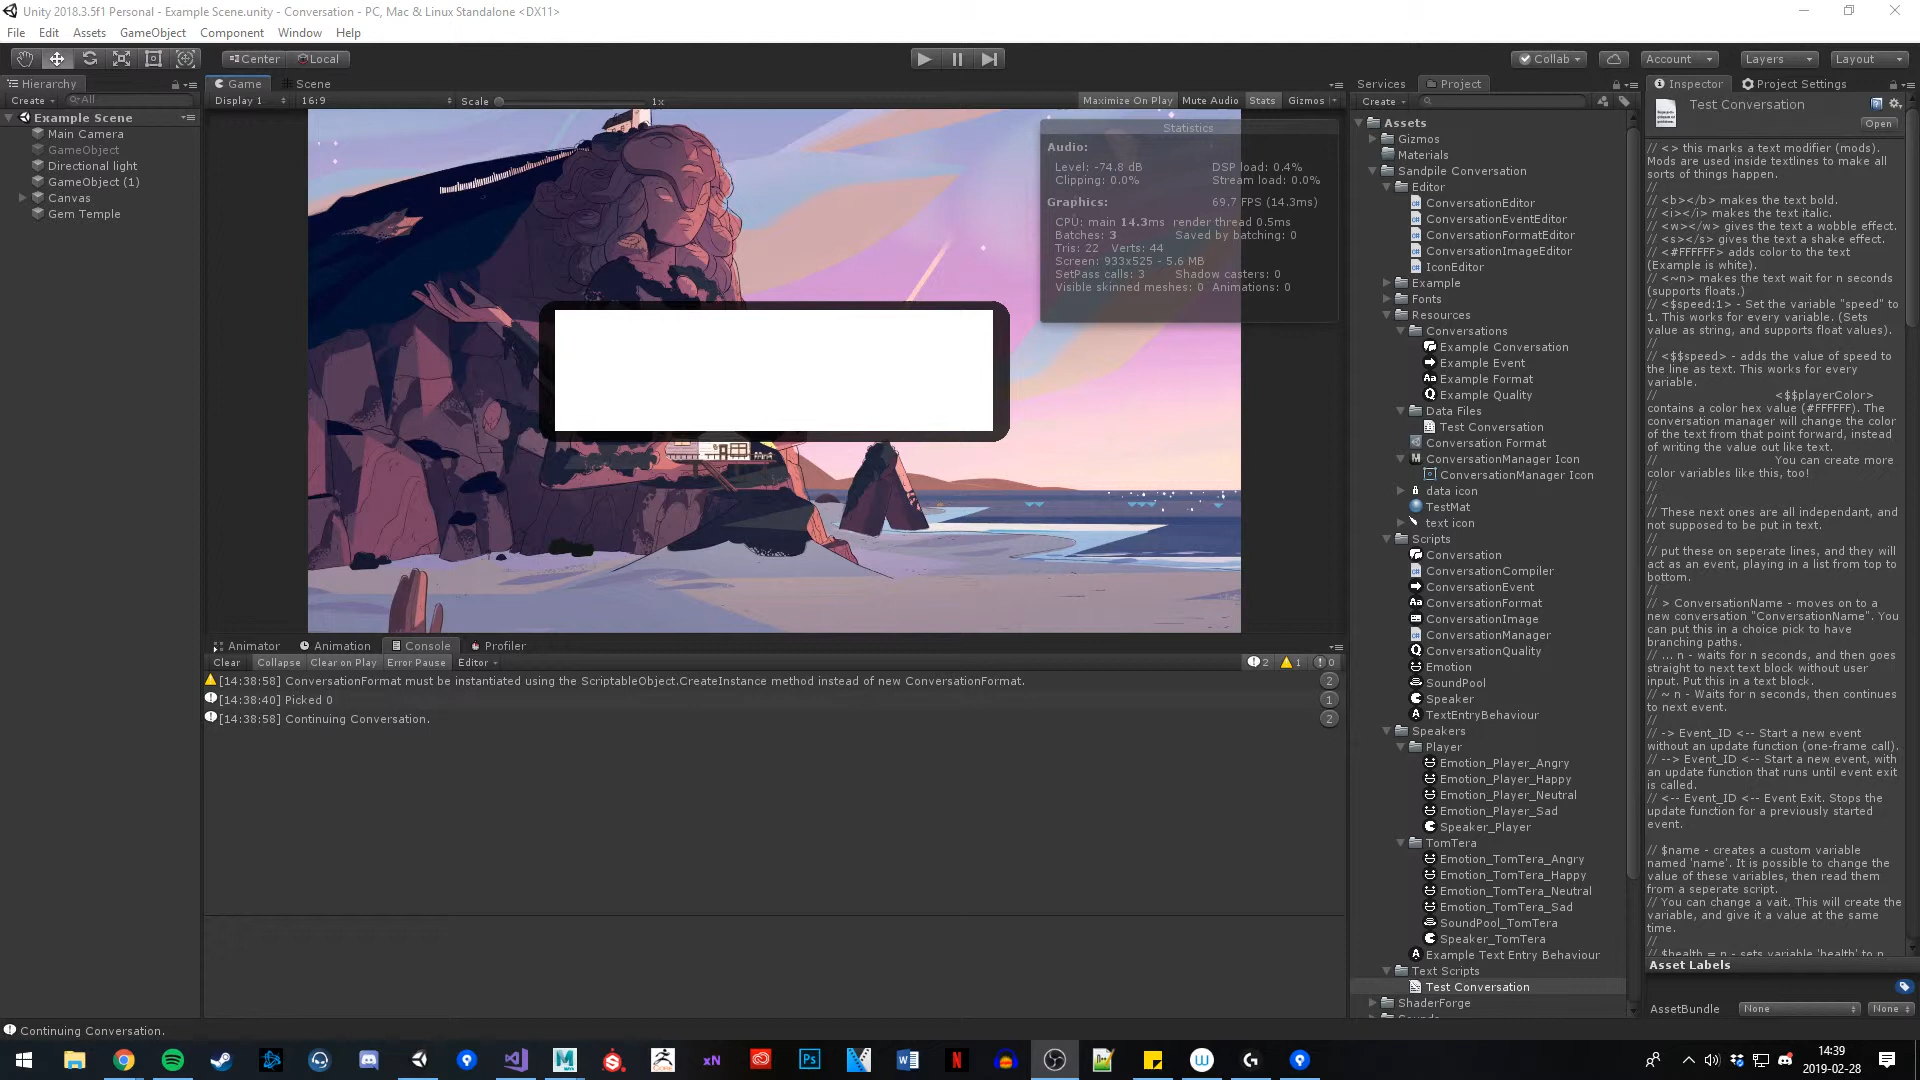 Unity 2018.3.5f1 Personal - Example Scene.unity - Conversation - PC, Mac & Linux Standalone <DX11>
File Edit Assets GameObject Component Window Help
Center Local Collab Account Layers Layout
Hierarchy
Create All
Example Scene
Main Camera
GameObject
Directional light
GameObject (1)
Canvas
Gem Temple
Game Scene
Display 1 16:9 Scale 1x Maximize On Play Mute Audio Stats Gizmos
Statistics
Audio:
Level: -74.8 dB DSP load: 0.4%
Clipping: 0.0% Stream load: 0.0%
Graphics: 69.7 FPS (14.3ms)
CPU: main 14.3ms render thread 0.5ms
Batches: 3 Saved by batching: 0
Tris: 22 Verts: 44
Screen: 933x525 - 5.6 MB
SetPass calls: 3 Shadow casters: 0
Visible skinned meshes: 0 Animations: 0
Animator Animation Console Profiler
Clear Collapse Clear on Play Error Pause Editor 2 1 0
[14:38:58] ConversationFormat must be instantiated using the ScriptableObject.CreateInstance method instead of new ConversationFormat. 2
[14:38:40] Picked 0 1
[14:38:58] Continuing Conversation. 2
Services Project
Create
Assets
Gizmos
Materials
Sandpile Conversation
Editor
ConversationEditor
ConversationEventEditor
ConversationFormatEditor
ConversationImageEditor
IconEditor
Example
Fonts
Resources
Conversations
Example Conversation
Example Event
Example Format
Example Quality
Data Files
Test Conversation
Conversation Format
ConversationManager Icon
ConversationManager Icon
data icon
TestMat
text icon
Scripts
Conversation
ConversationCompiler
ConversationEvent
ConversationFormat
ConversationImage
ConversationManager
ConversationQuality
Emotion
SoundPool
Speaker
TextEntryBehaviour
Speakers
Player
Emotion_Player_Angry
Emotion_Player_Happy
Emotion_Player_Neutral
Emotion_Player_Sad
Speaker_Player
TomTera
Emotion_TomTera_Angry
Emotion_TomTera_Happy
Emotion_TomTera_Neutral
Emotion_TomTera_Sad
SoundPool_TomTera
Speaker_TomTera
Example Text Entry Behaviour
Text Scripts
Test Conversation
ShaderForge
Inspector Project Settings
Test Conversation
Open
// <> this marks a text modifier (mods).
Mods are used inside textlines to make all
sorts of things happen.
//
// <b></b> makes the text bold.
// <i></i> makes the text italic.
// <w></w> gives the text a wobble effect.
// <s></s> gives the text a shake effect.
// <#FFFFFF> adds color to the text
(Example is white).
// <~n> makes the text wait for n seconds
(supports floats.)
// <$speed:1> - Set the variable "speed" to
1. This works for every variable. (Sets
value as string, and supports float values).
//
// <$$speed> - adds the value of speed to
the line as text. This works for every
variable.
// <$$playerColor>
contains a color hex value (#FFFFFF). The
conversation manager will change the color
of the text from that point forward, instead
of writing the value out like text.
// You can create more
color variables like this, too!
//
//
// These next ones are all independant, and
not supposed to be put in text.
//
// put these on seperate lines, and they will
act as an event, playing in a list from top to
bottom.
//
// > ConversationName - moves on to a
new conversation "ConversationName". You
can put this in a choice pick to have
branching paths.
// ... n - waits for n seconds, and then goes
straight to next text block without user
input. Put this in a text block.
// ~ n - Waits for n seconds, then continues
to next event.
//
// -> Event_ID <-- Start a new event
without an update function (one-frame call).
// --> Event_ID <-- Start a new event, with
an update function that runs until event exit
is called.
// <-- Event_ID <-- Event Exit. Stops the
update function for a previously started
event.
// $name - creates a custom variable
named 'name'. It is possible to change the
value of these variables, then read them
from a seperate script.
// You can change a vait. This will create the
variable, and give it a value at the same
time.
//
// $health = n - sets variable 'health' to n
Asset Labels
AssetBundle None None
Continuing Conversation.
14:39
2019-02-28